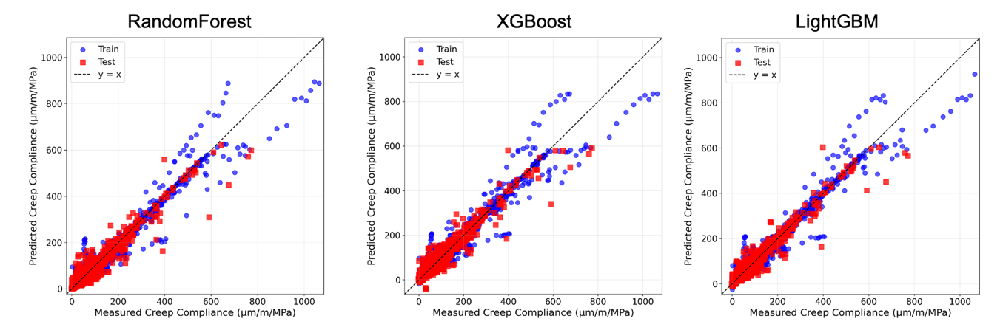 RandomForest
1000
800
600
400
200
0
0 200 400 600 800 1000
Predicted Creep Compliance (μm/m/MPa)
Measured Creep Compliance (μm/m/MPa)
Train
Test
y = x
XGBoost
1000
800
600
400
200
0
0 200 400 600 800 1000
Predicted Creep Compliance (μm/m/MPa)
Measured Creep Compliance (μm/m/MPa)
Train
Test
y = x
LightGBM
1000
800
600
400
200
0
0 200 400 600 800 1000
Predicted Creep Compliance (μm/m/MPa)
Measured Creep Compliance (μm/m/MPa)
Train
Test
y = x